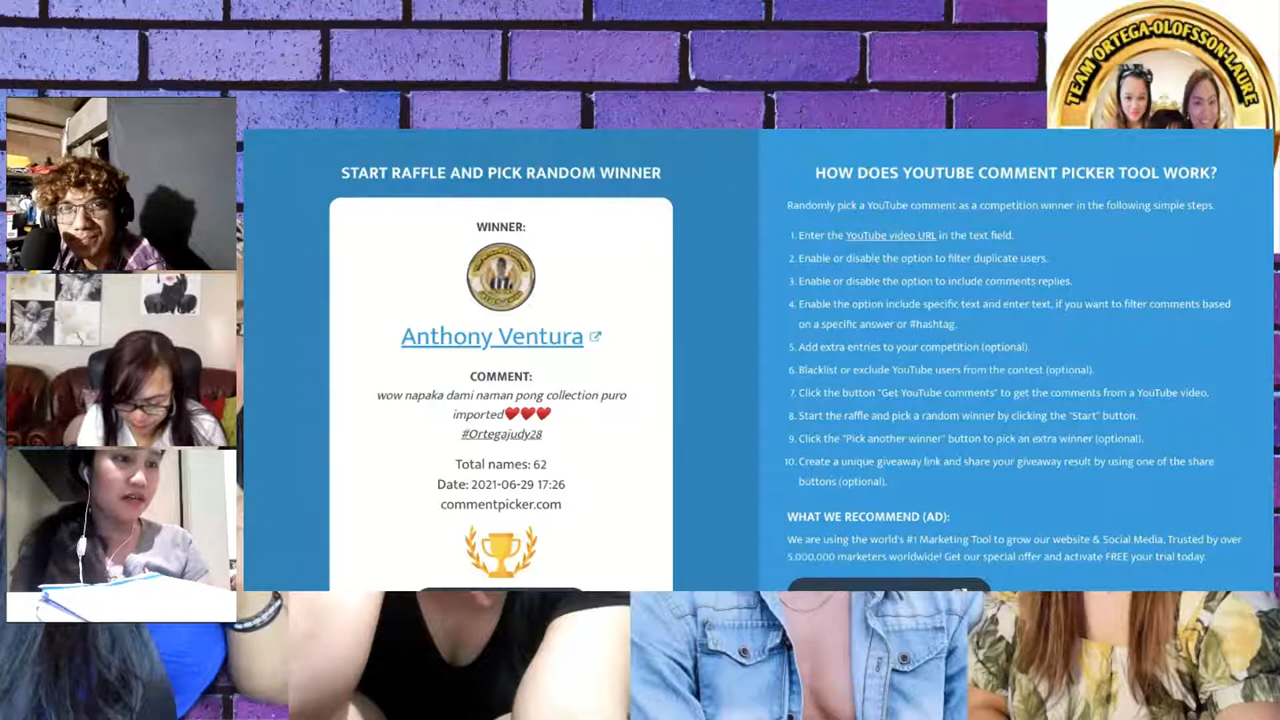 TEAM ORTEGA-OLOFSSON-LAURE
START RAFFLE AND PICK RANDOM WINNER
WINNER:
Anthony Ventura
COMMENT:
wow napaka dami naman pong collection puro
imported❤️❤️❤️
#Ortegajudy28
Total names: 62
Date: 2021-06-29 17:26
commentpicker.com
HOW DOES YOUTUBE COMMENT PICKER TOOL WORK?
Randomly pick a YouTube comment as a competition winner in the following simple steps.
1. Enter the YouTube video URL in the text field.
2. Enable or disable the option to filter duplicate users.
3. Enable or disable the option to include comments replies.
4. Enable the option include specific text and enter text, if you want to filter comments based
on a specific answer or #hashtag.
5. Add extra entries to your competition (optional).
6. Blacklist or exclude YouTube users from the contest (optional).
7. Click the button "Get YouTube comments" to get the comments from a YouTube video.
8. Start the raffle and pick a random winner by clicking the "Start" button.
9. Click the "Pick another winner" button to pick an extra winner (optional).
10. Create a unique giveaway link and share your giveaway result by using one of the share
buttons (optional).
WHAT WE RECOMMEND (AD):
We are using the world's #1 Marketing Tool to grow our website & Social Media. Trusted by over
5.000.000 marketers worldwide! Get our special offer and activate FREE your trial today.